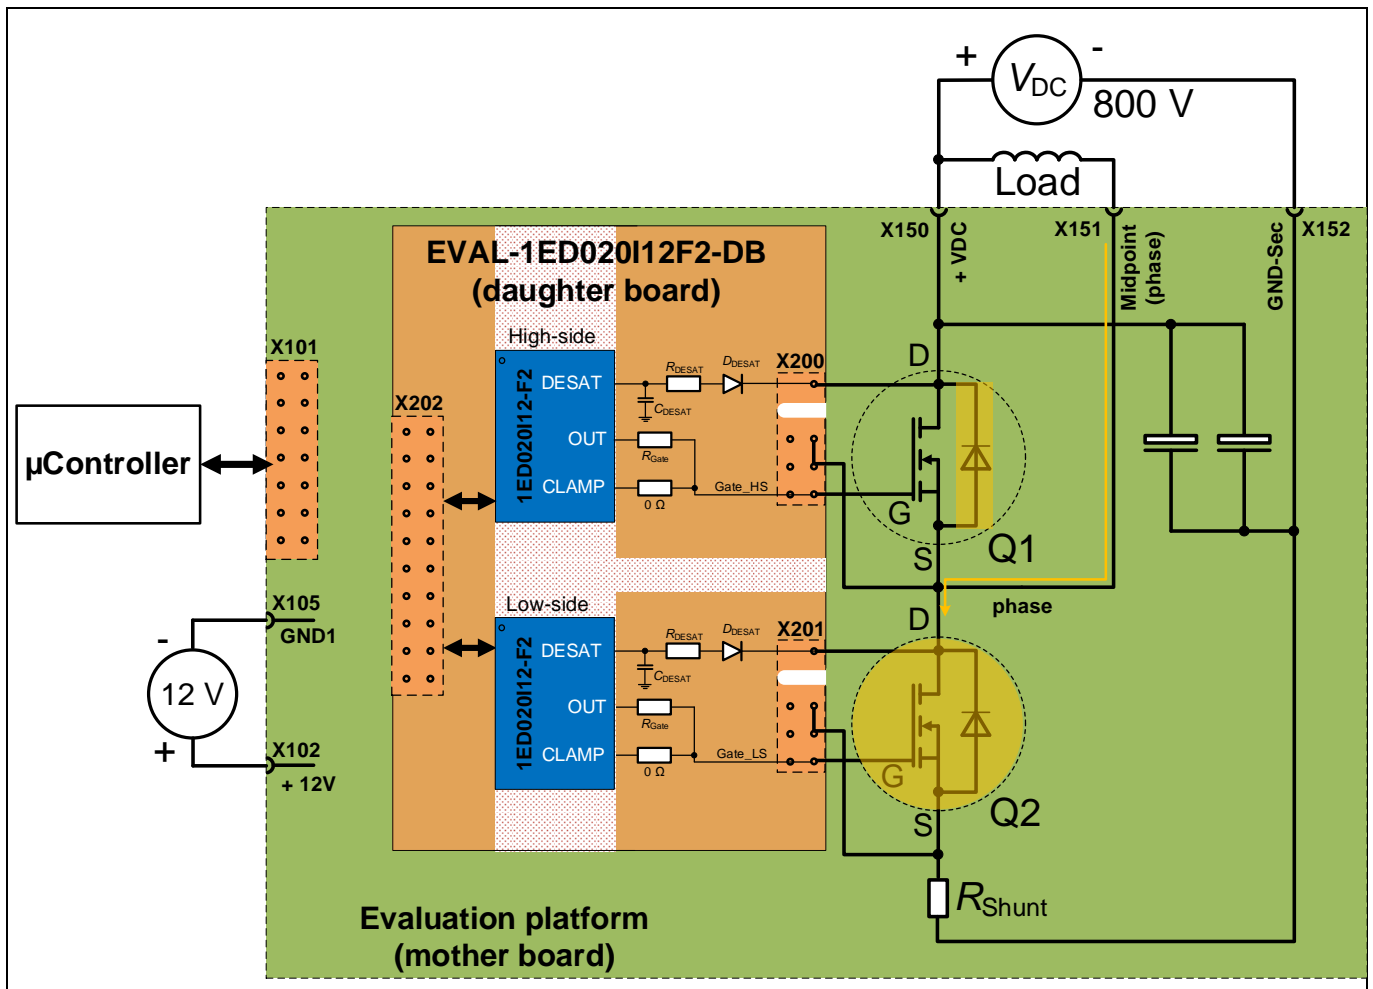 +
-
VDC
800 V
Load
X150
X151
X152
+ VDC
Midpoint
(phase)
GND-Sec
EVAL-1ED020I12F2-DB
(daughter board)
High-side
X101
X202
X200
1ED020I12-F2
DESAT
OUT
CLAMP
RDESAT
DDESAT
CDESAT
RGate
0 Ω
Gate_HS
D
G
S
Q1
µController
phase
Low-side
X201
1ED020I12-F2
DESAT
OUT
CLAMP
RDESAT
DDESAT
CDESAT
RGate
0 Ω
Gate_LS
D
G
S
Q2
X105
GND1
-
12 V
+
X102
+ 12V
RShunt
Evaluation platform
(mother board)